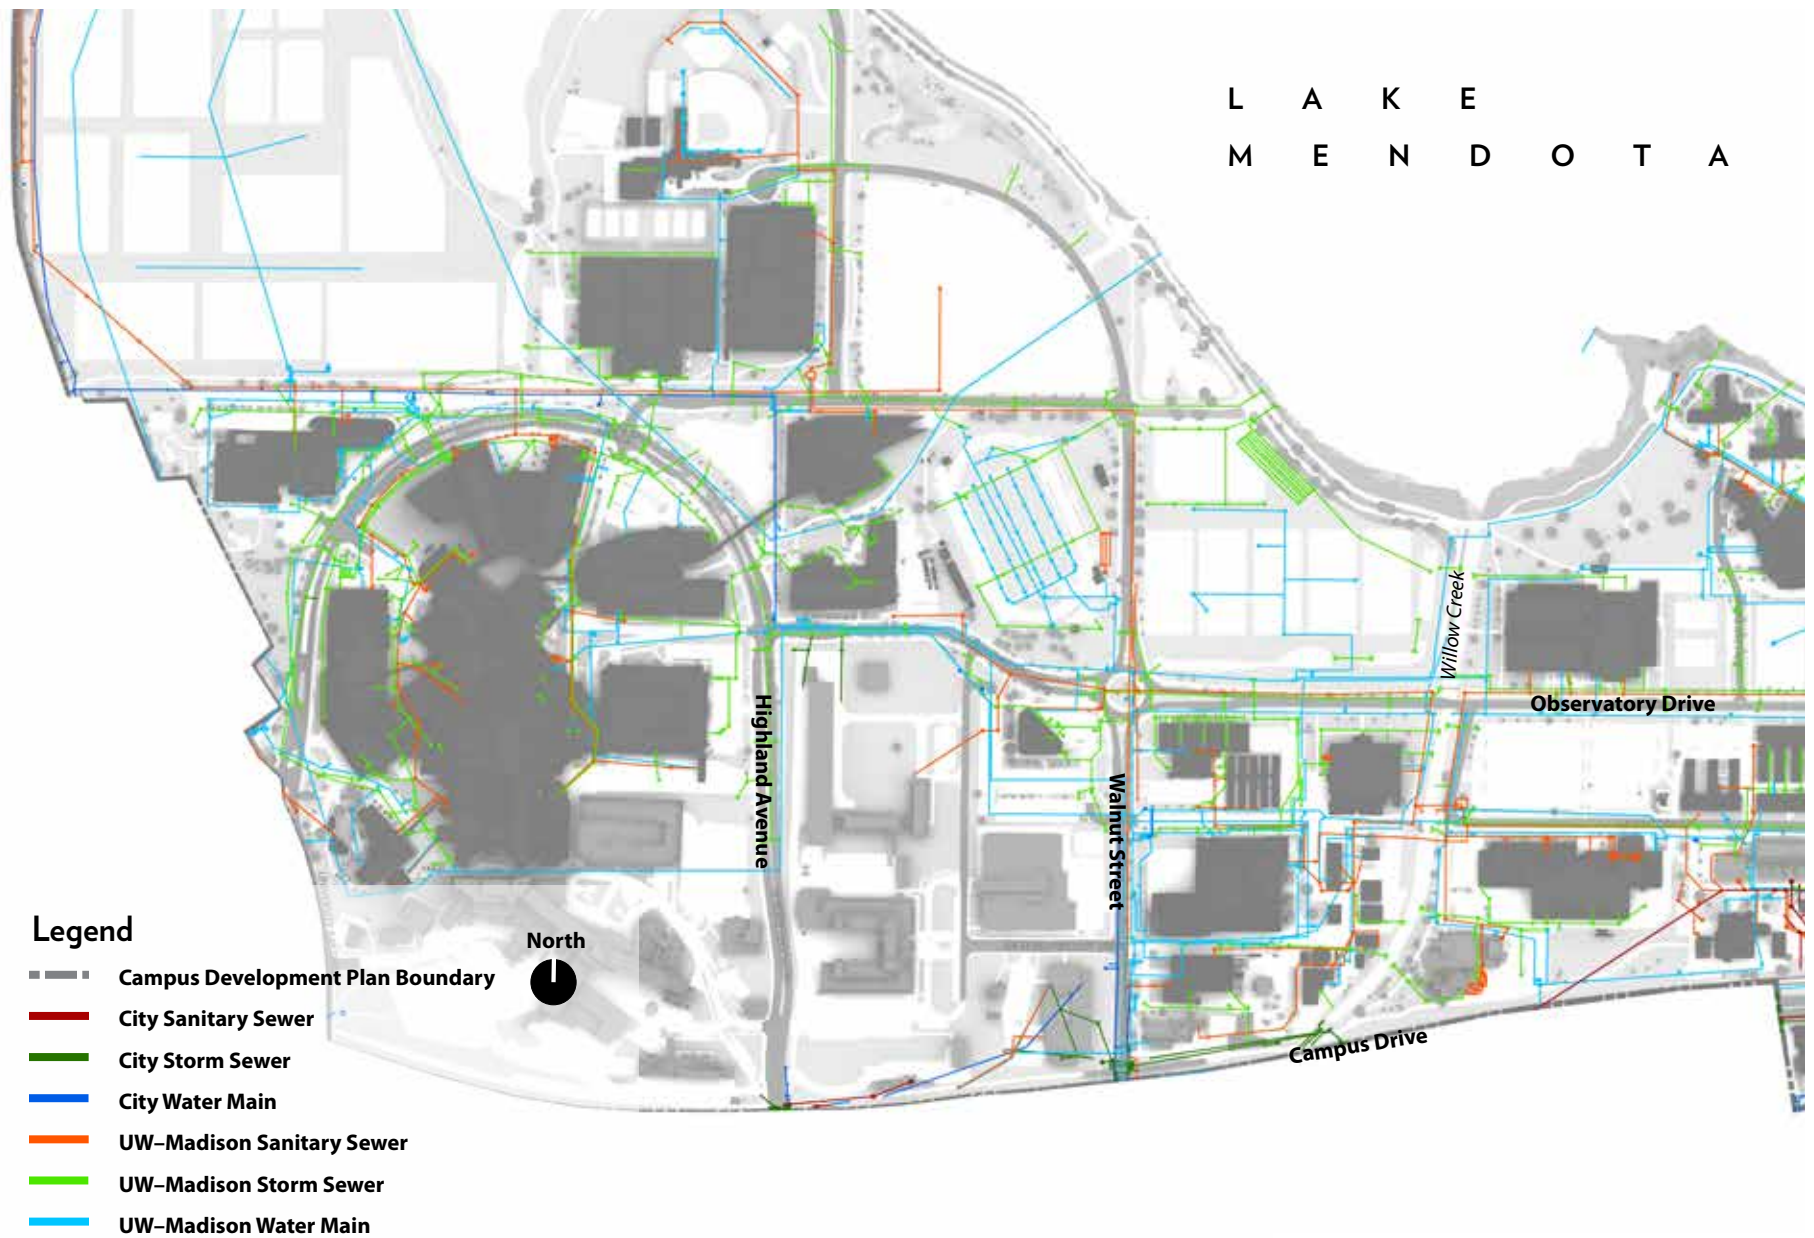 L A K E
M E N D O T A
Willow Creek
Observatory Drive
Highland Avenue
Walnut Street
Campus Drive
Legend
North
Campus Development Plan Boundary
City Sanitary Sewer
City Storm Sewer
City Water Main
UW–Madison Sanitary Sewer
UW–Madison Storm Sewer
UW–Madison Water Main